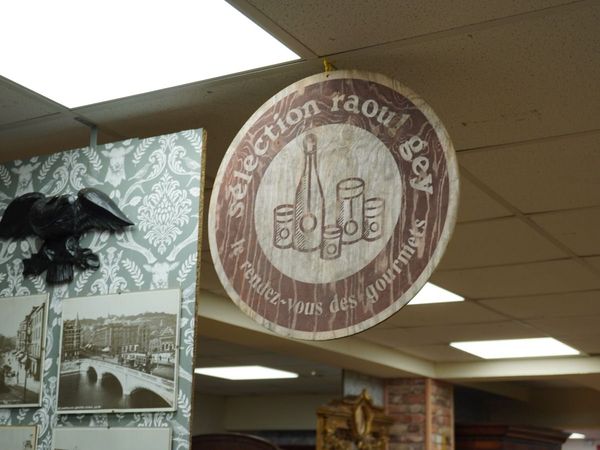 sélection raoul gey
le rendez-vous des gourmets